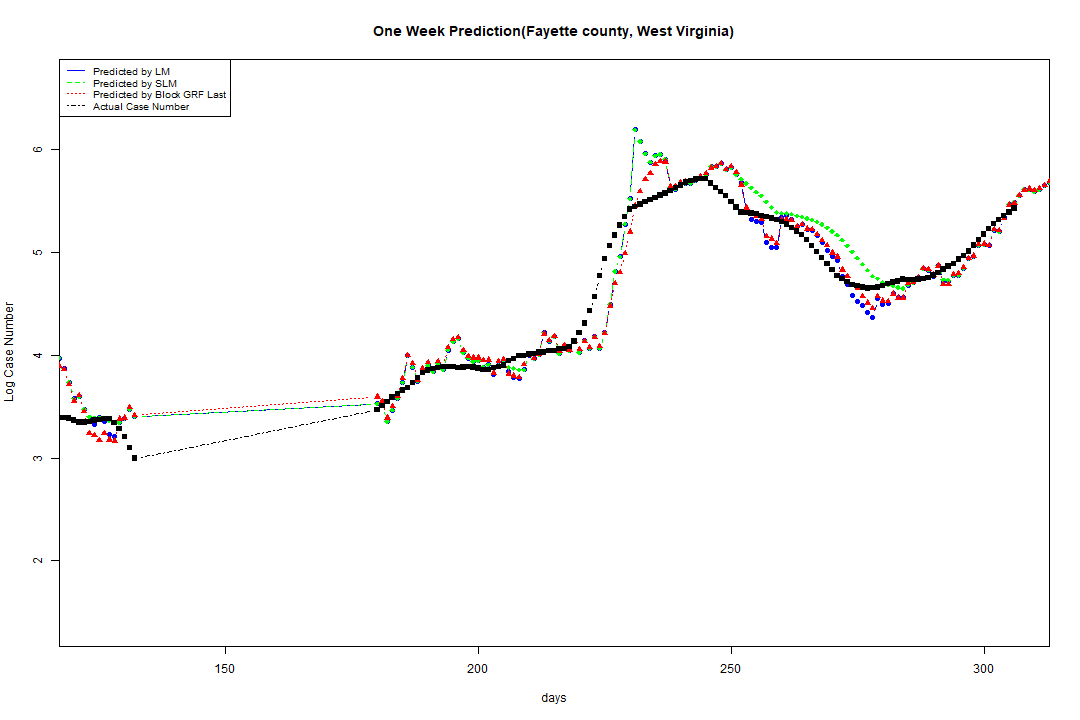 One Week Prediction(Fayette county, West Virginia)
Predicted by LM
Predicted by SLM
Predicted by Block GRF Last
Actual Case Number
6
5
4
3
2
Log Case Number
150 200 250 300
days